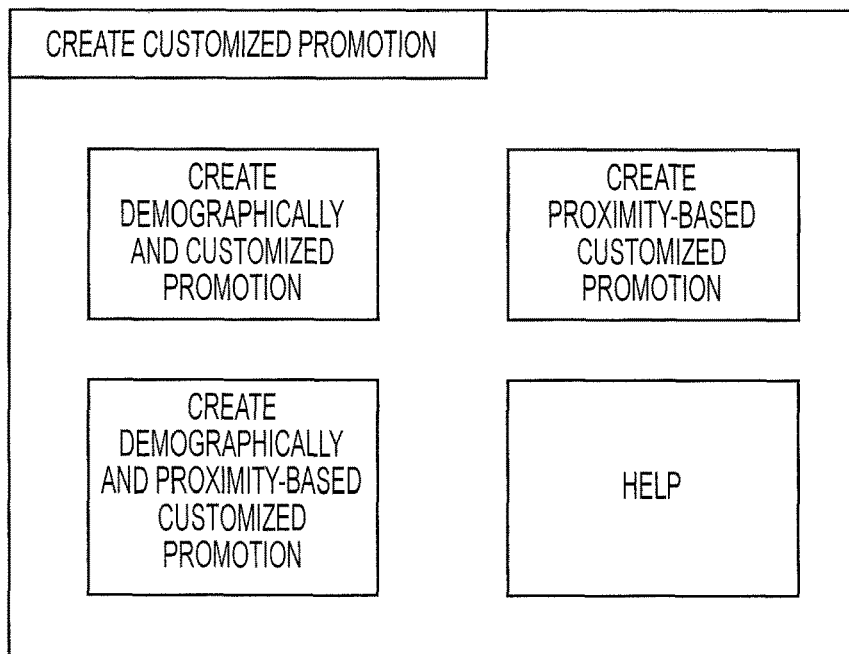 CREATE CUSTOMIZED PROMOTION
CREATE
DEMOGRAPHICALLY
AND CUSTOMIZED
PROMOTION
CREATE
PROXIMITY-BASED
CUSTOMIZED
PROMOTION
CREATE
DEMOGRAPHICALLY
AND PROXIMITY-BASED
CUSTOMIZED
PROMOTION
HELP